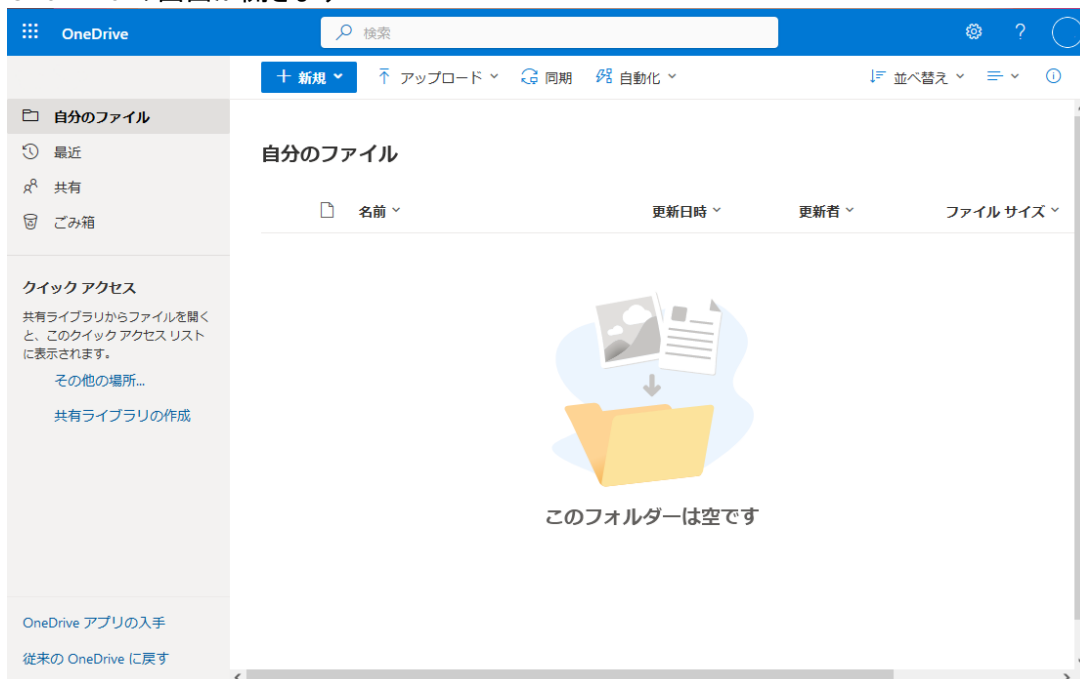 OneDrive
検索
?
+ 新規
アップロード
同期
自動化
並べ替え
自分のファイル
最近
共有
ごみ箱
クイック アクセス
共有ライブラリからファイルを開く
と、このクイック アクセス リスト
に表示されます。
その他の場所...
共有ライブラリの作成
OneDrive アプリの入手
従来の OneDrive に戻す
自分のファイル
名前
更新日時
更新者
ファイル サイズ
このフォルダーは空です